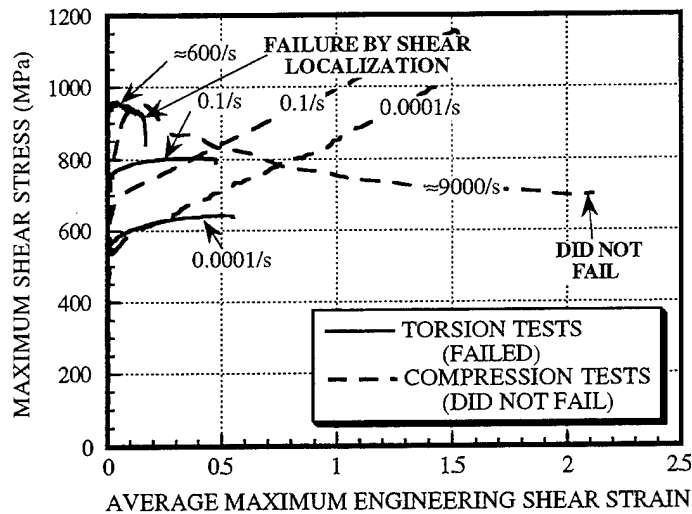 1200
1000
800
600
400
200
0
MAXIMUM SHEAR STRESS (MPa)
≈600/s
FAILURE BY SHEAR
LOCALIZATION
0.1/s
0.1/s
0.0001/s
≈9000/s
0.0001/s
DID NOT
FAIL
TORSION TESTS
(FAILED)
COMPRESSION TESTS
(DID NOT FAIL)
0 0.5 1 1.5 2 2.5
AVERAGE MAXIMUM ENGINEERING SHEAR STRAIN